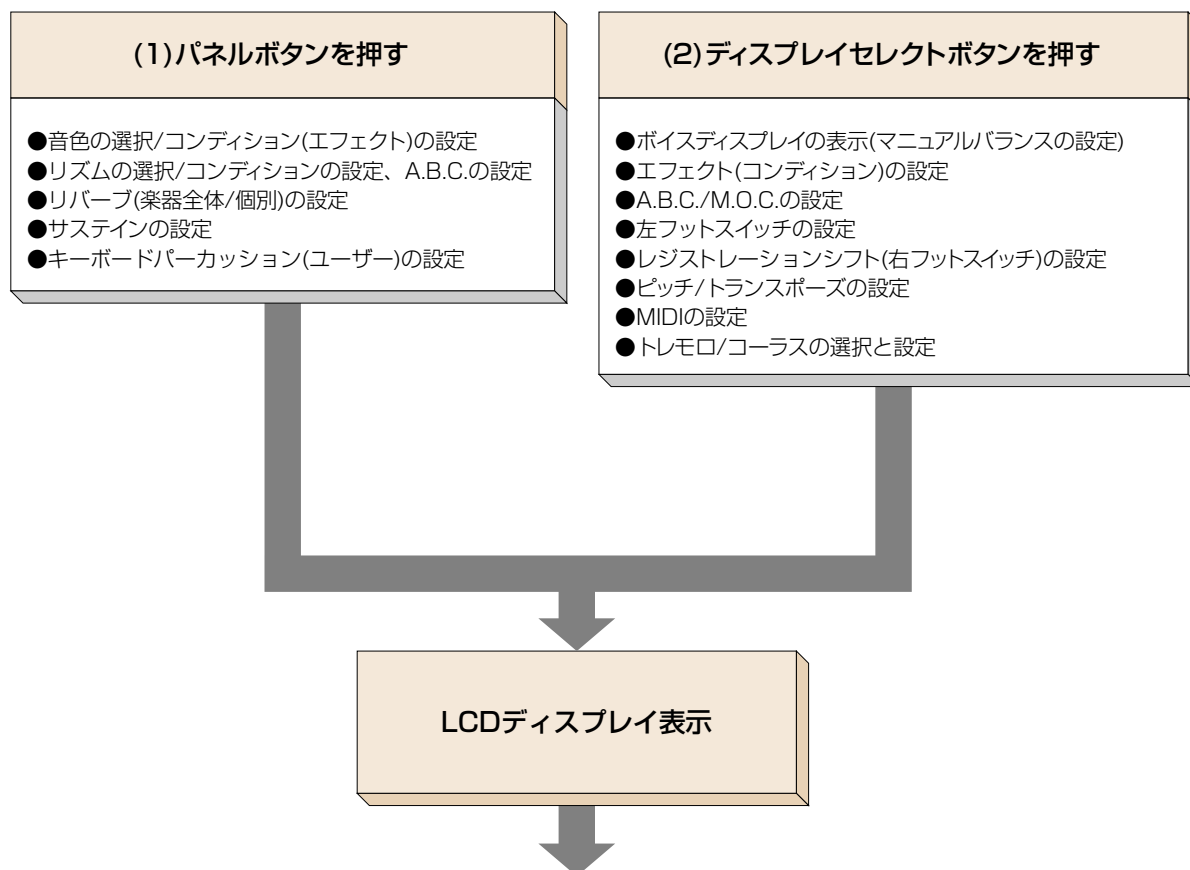 (1)パネルボタンを押す
●音色の選択/コンディション(エフェクト)の設定
●リズムの選択/コンディションの設定、A.B.C.の設定
●リバーブ(楽器全体/個別)の設定
●サステインの設定
●キーボードパーカッション(ユーザー)の設定
(2)ディスプレイセレクトボタンを押す
●ボイスディスプレイの表示(マニュアルバランスの設定)
●エフェクト(コンディション)の設定
●A.B.C./M.O.C.の設定
●左フットスイッチの設定
●レジストレーションシフト(右フットスイッチ)の設定
●ピッチ/トランスポーズの設定
●MIDIの設定
●トレモロ/コーラスの選択と設定
LCDディスプレイ表示